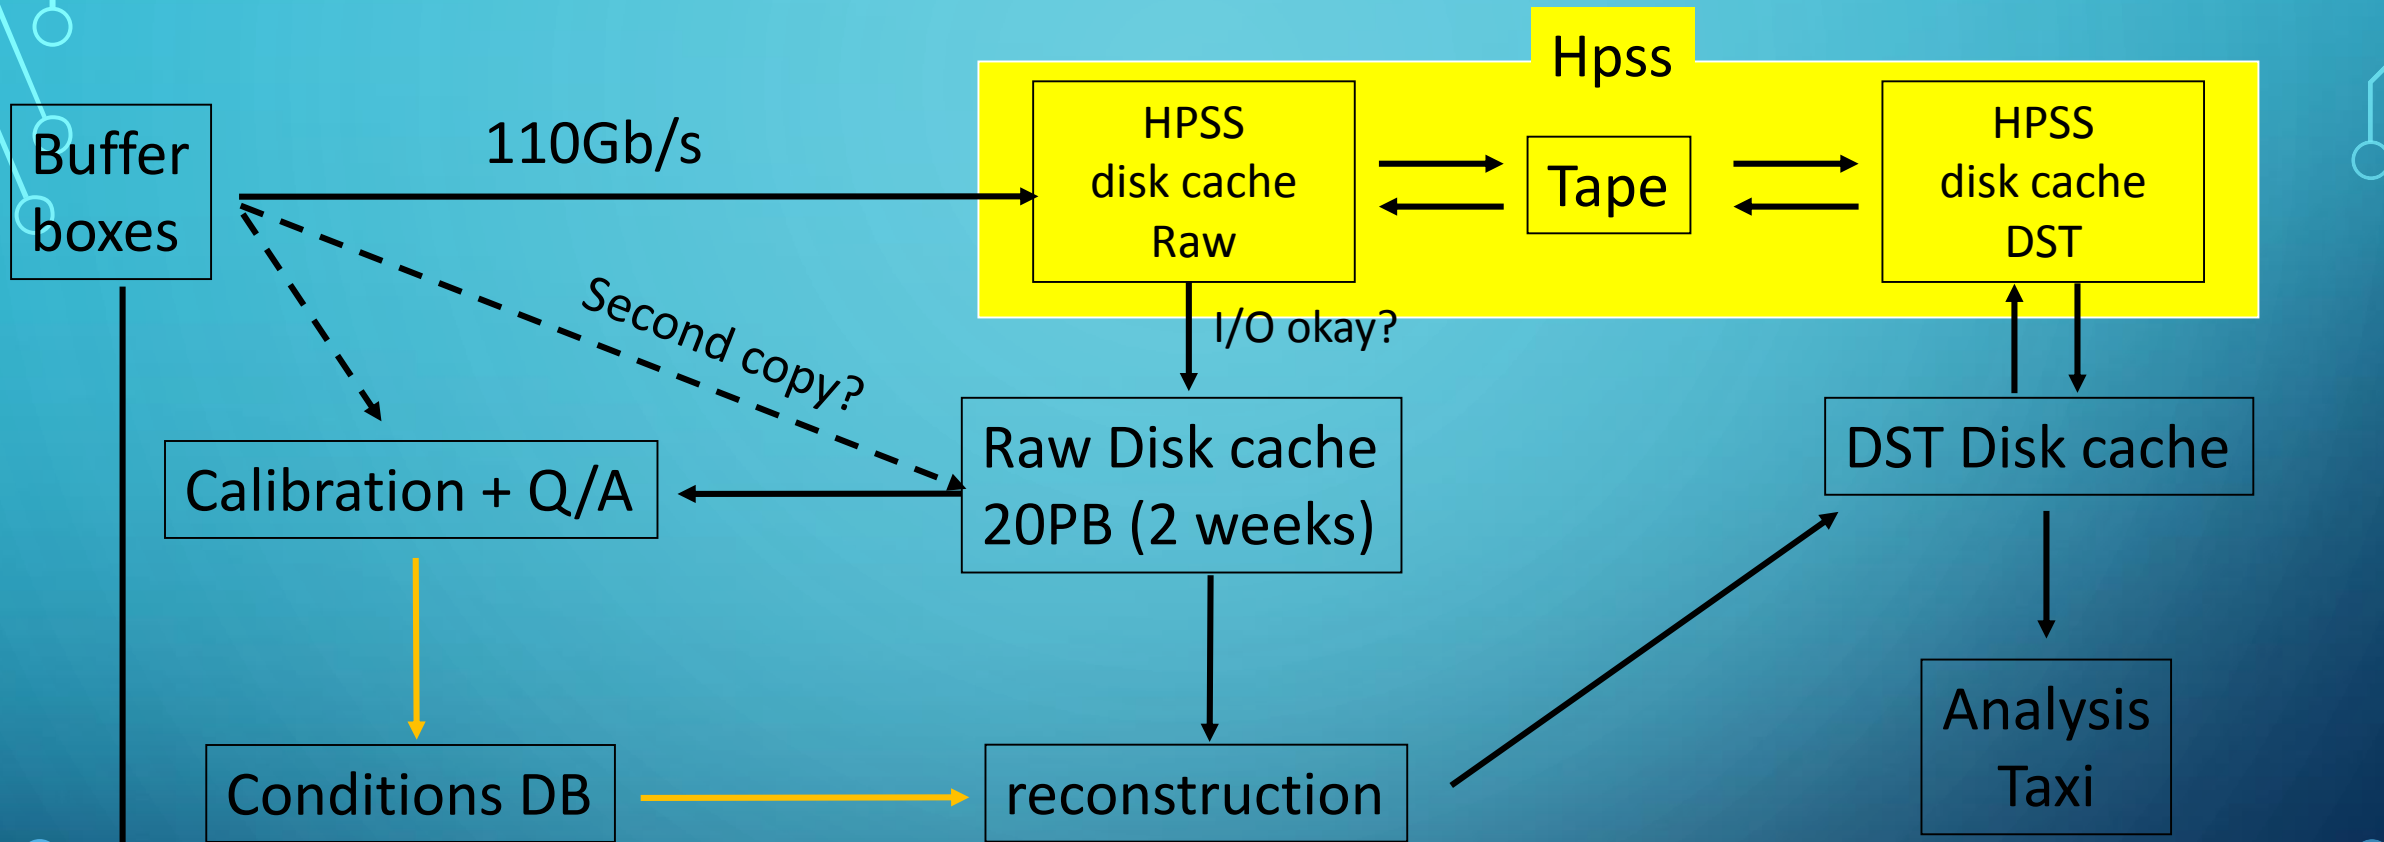 Hpss
Buffer
boxes
110Gb/s
HPSS
disk cache
Raw
Tape
HPSS
disk cache
DST
Second copy?
I/O okay?
Calibration + Q/A
Raw Disk cache
20PB (2 weeks)
DST Disk cache
Conditions DB
reconstruction
Analysis
Taxi